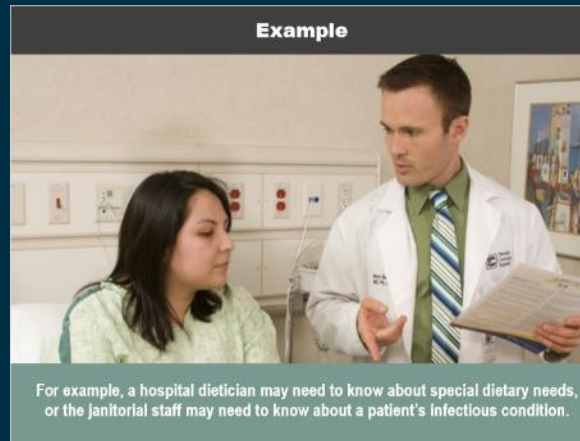 Example
For example, a hospital dietician may need to know about special dietary needs,
or the janitorial staff may need to know about a patient's infectious condition.